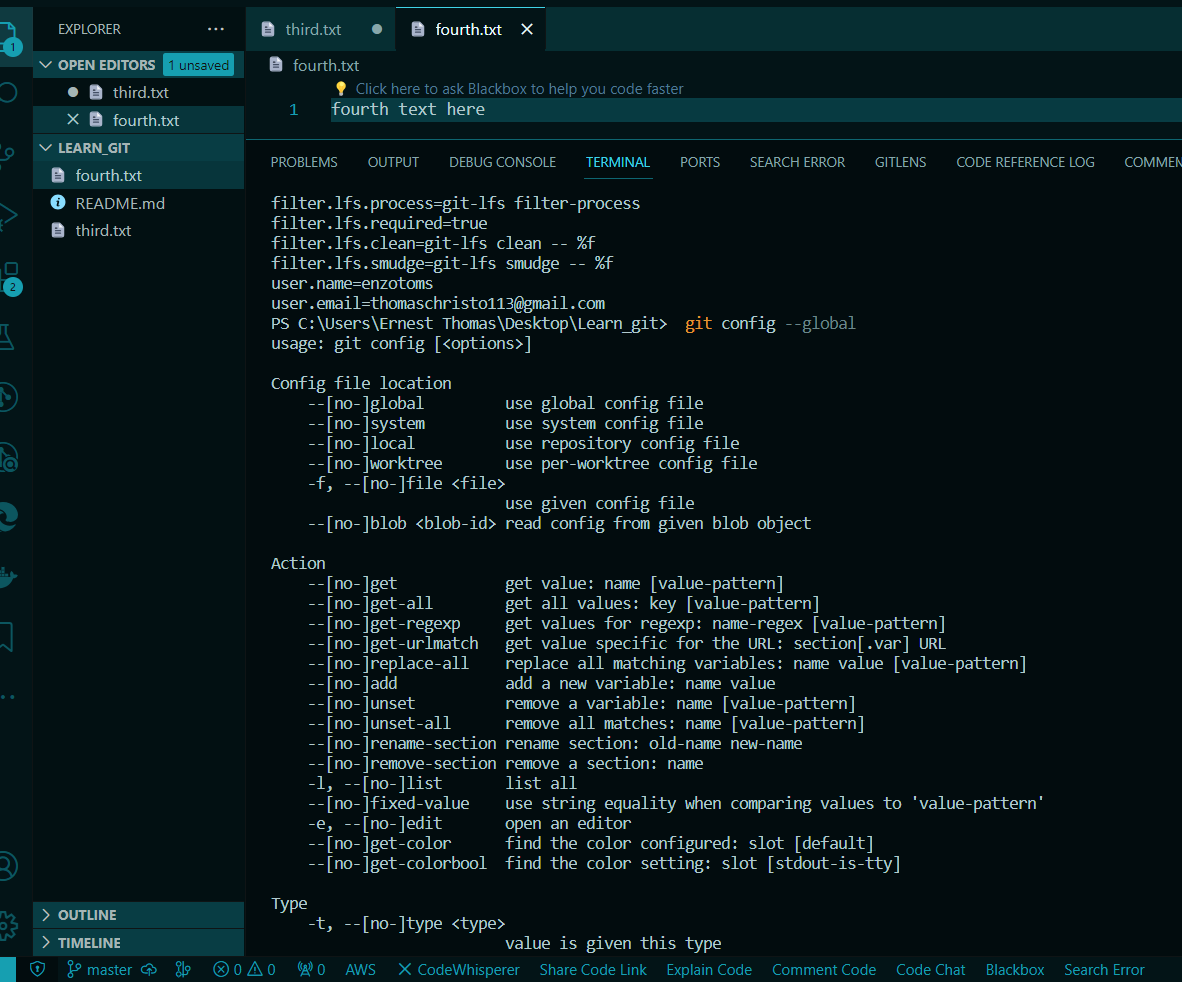 EXPLORER ···
OPEN EDITORS 1 unsaved
third.txt
fourth.txt
LEARN_GIT
fourth.txt
README.md
third.txt
OUTLINE
TIMELINE
1
2
third.txt
fourth.txt
fourth.txt
Click here to ask Blackbox to help you code faster
1 fourth text here
PROBLEMS OUTPUT DEBUG CONSOLE TERMINAL PORTS SEARCH ERROR GITLENS CODE REFERENCE LOG COMMEN
filter.lfs.process=git-lfs filter-process
filter.lfs.required=true
filter.lfs.clean=git-lfs clean -- %f
filter.lfs.smudge=git-lfs smudge -- %f
user.name=enzotoms
user.email=thomaschristo113@gmail.com
PS C:\Users\Ernest Thomas\Desktop\Learn_git> git config --global
usage: git config [<options>]
Config file location
--[no-]global use global config file
--[no-]system use system config file
--[no-]local use repository config file
--[no-]worktree use per-worktree config file
-f, --[no-]file <file>
use given config file
--[no-]blob <blob-id> read config from given blob object
Action
--[no-]get get value: name [value-pattern]
--[no-]get-all get all values: key [value-pattern]
--[no-]get-regexp get values for regexp: name-regex [value-pattern]
--[no-]get-urlmatch get value specific for the URL: section[.var] URL
--[no-]replace-all replace all matching variables: name value [value-pattern]
--[no-]add add a new variable: name value
--[no-]unset remove a variable: name [value-pattern]
--[no-]unset-all remove all matches: name [value-pattern]
--[no-]rename-section rename section: old-name new-name
--[no-]remove-section remove a section: name
-l, --[no-]list list all
--[no-]fixed-value use string equality when comparing values to 'value-pattern'
-e, --[no-]edit open an editor
--[no-]get-color find the color configured: slot [default]
--[no-]get-colorbool find the color setting: slot [stdout-is-tty]
Type
-t, --[no-]type <type>
value is given this type
master 0 0 0 AWS CodeWhisperer Share Code Link Explain Code Comment Code Code Chat Blackbox Search Error